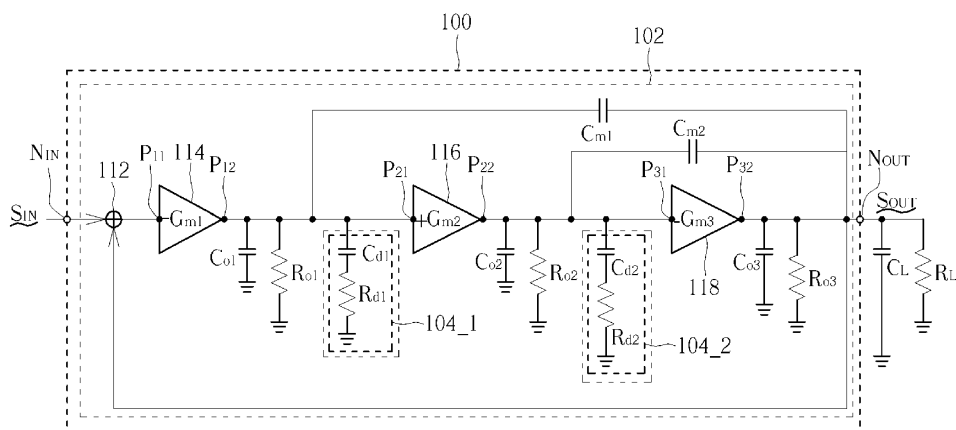 100
102
Cm1
Cm2
NIN
112
P11
114
P12
P21
116
P22
P31
P32
NOUT
SIN
-Gm1
+Gm2
-Gm3
SOUT
Co1
Ro1
Cd1
Rd1
104_1
Co2
Ro2
Cd2
Rd2
104_2
118
Co3
Ro3
CL
RL